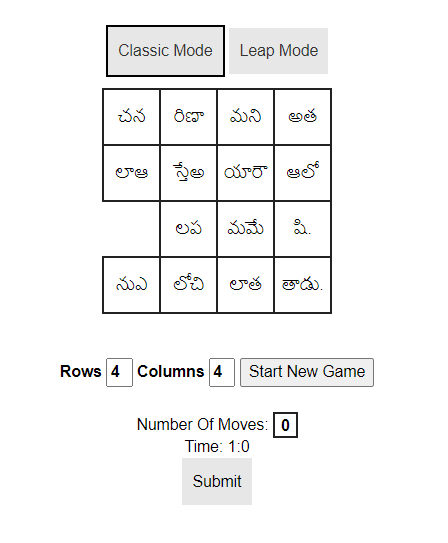 Classic Mode Leap Mode
చన రిణా మని అత
లాఆ స్తేఅ యారౌ ఆలో
లప మమే షి.
నుఎ లోచి లాత తాడు.
Rows 4 Columns 4 Start New Game
Number Of Moves: 0
Time: 1:0
Submit